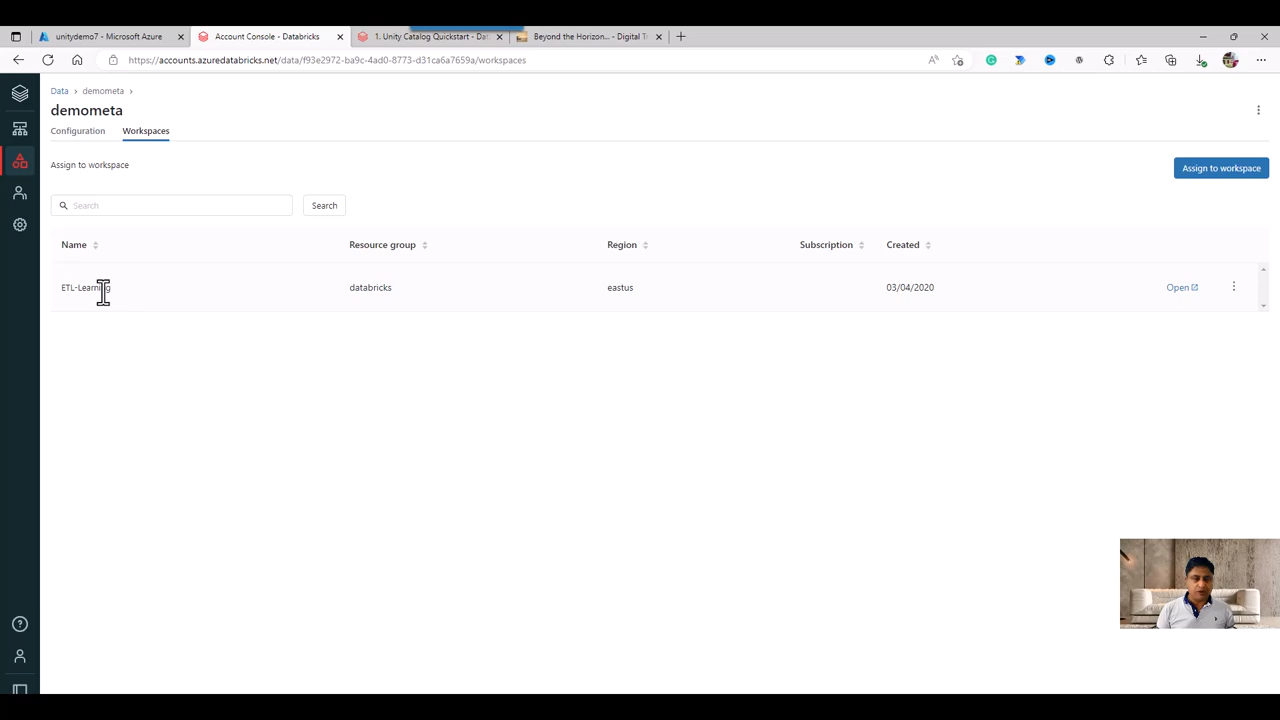 unitydemo7 - Microsoft Azure
Account Console - Databricks
1. Unity Catalog Quickstart - Dat
Beyond the Horizon... - Digital T
https://accounts.azuredatabricks.net/data/f93e2972-ba9c-4ad0-8773-d31ca6a7659a/workspaces
Data > demometa >
demometa
Configuration Workspaces
Assign to workspace
Assign to workspace
Search Search
Name Resource group Region Subscription Created
ETL-Learning databricks eastus 03/04/2020 Open